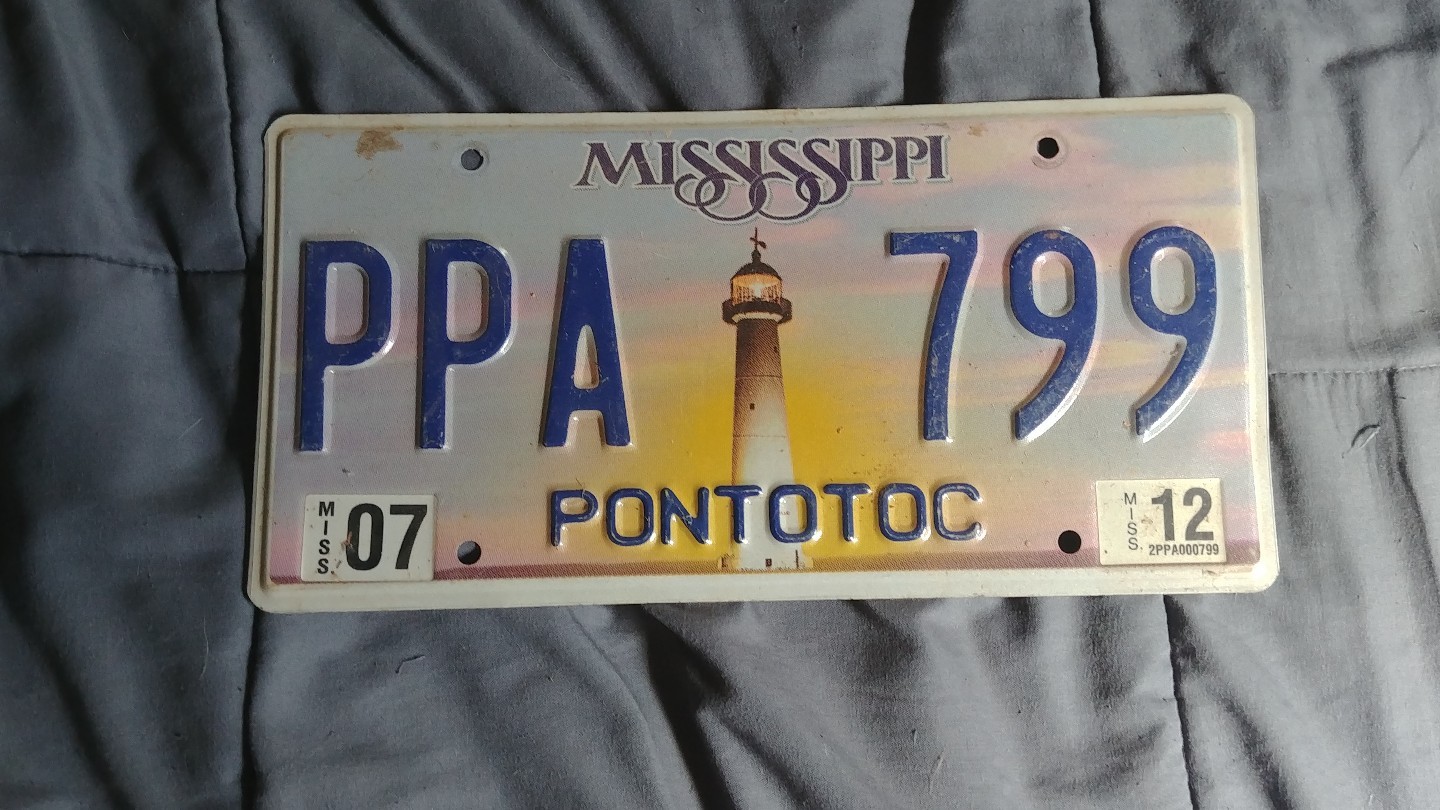 MISSISSIPPI
PPA 799
PONTOTOC
MISS. 07
MISS. 12
2PPA000799